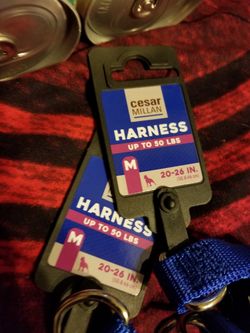 cesar
MILLAN
HARNESS
UP TO 50 LBS
M
20-26 IN.
HARNESS
UP TO 50 LBS
M
20-26 IN.